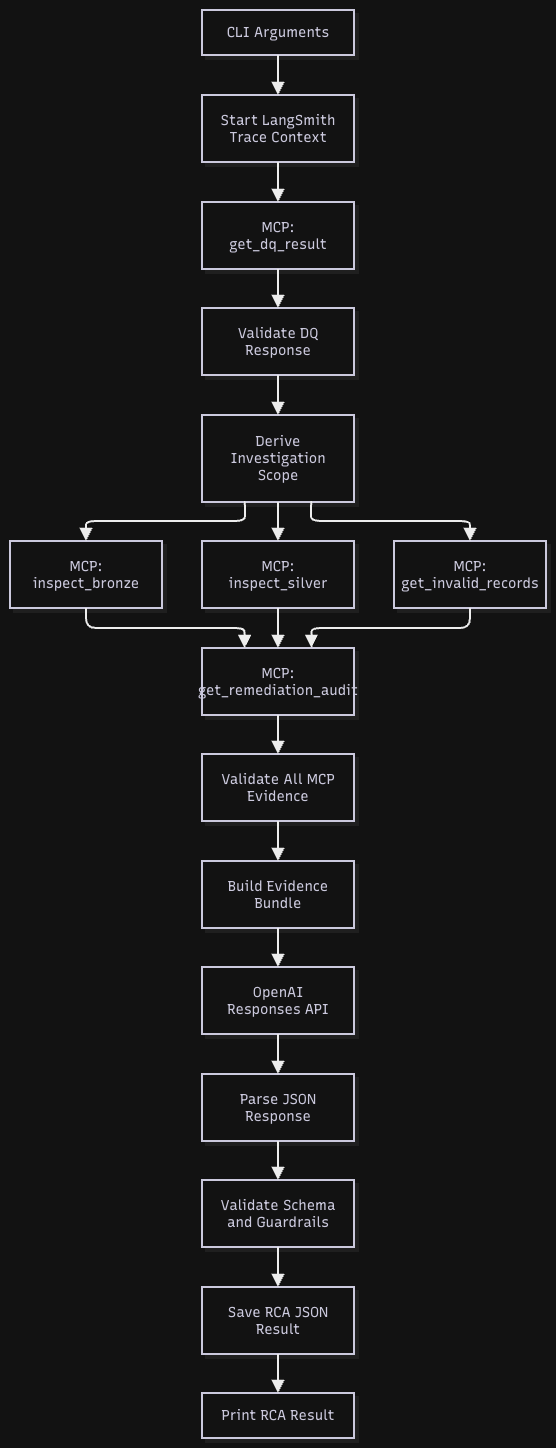 CLI Arguments
Start LangSmith
Trace Context
MCP:
get_dq_result
Validate DQ
Response
Derive
Investigation
Scope
MCP:
inspect_bronze
MCP:
inspect_silver
MCP:
get_invalid_records
MCP:
get_remediation_audit
Validate All MCP
Evidence
Build Evidence
Bundle
OpenAI
Responses API
Parse JSON
Response
Validate Schema
and Guardrails
Save RCA JSON
Result
Print RCA Result